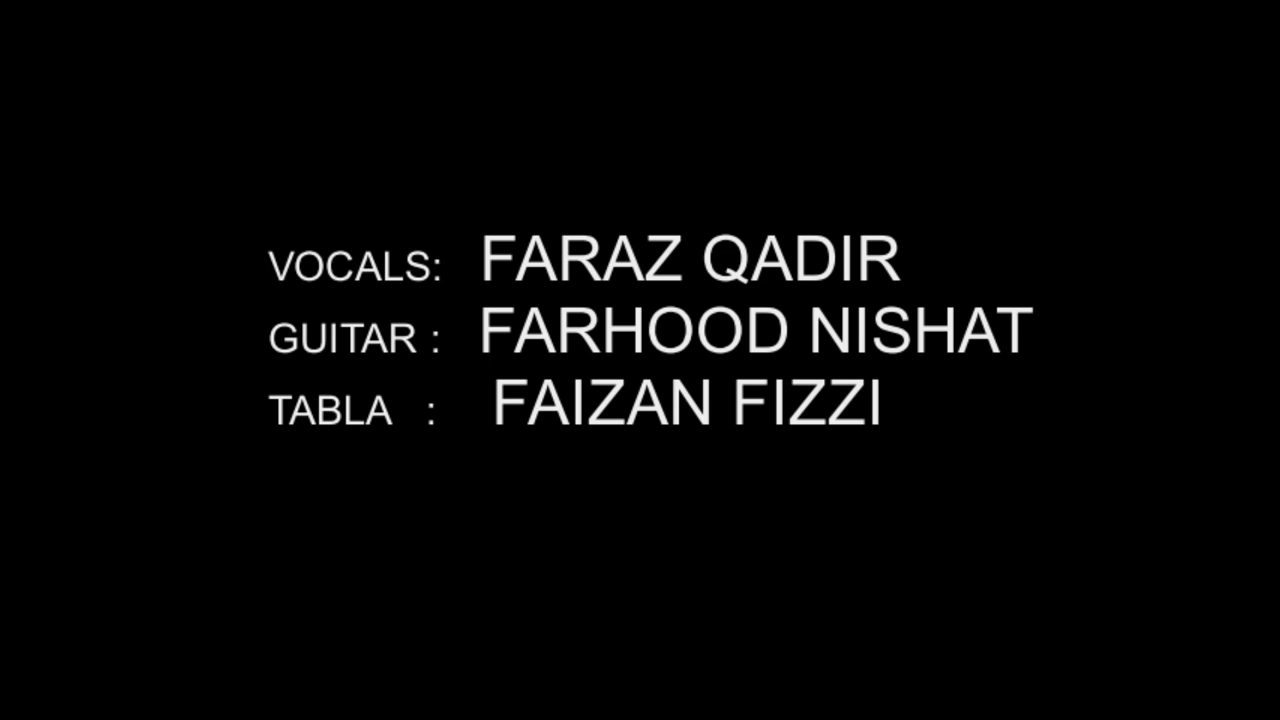 VOCALS: FARAZ QADIR
GUITAR : FARHOOD NISHAT
TABLA : FAIZAN FIZZI